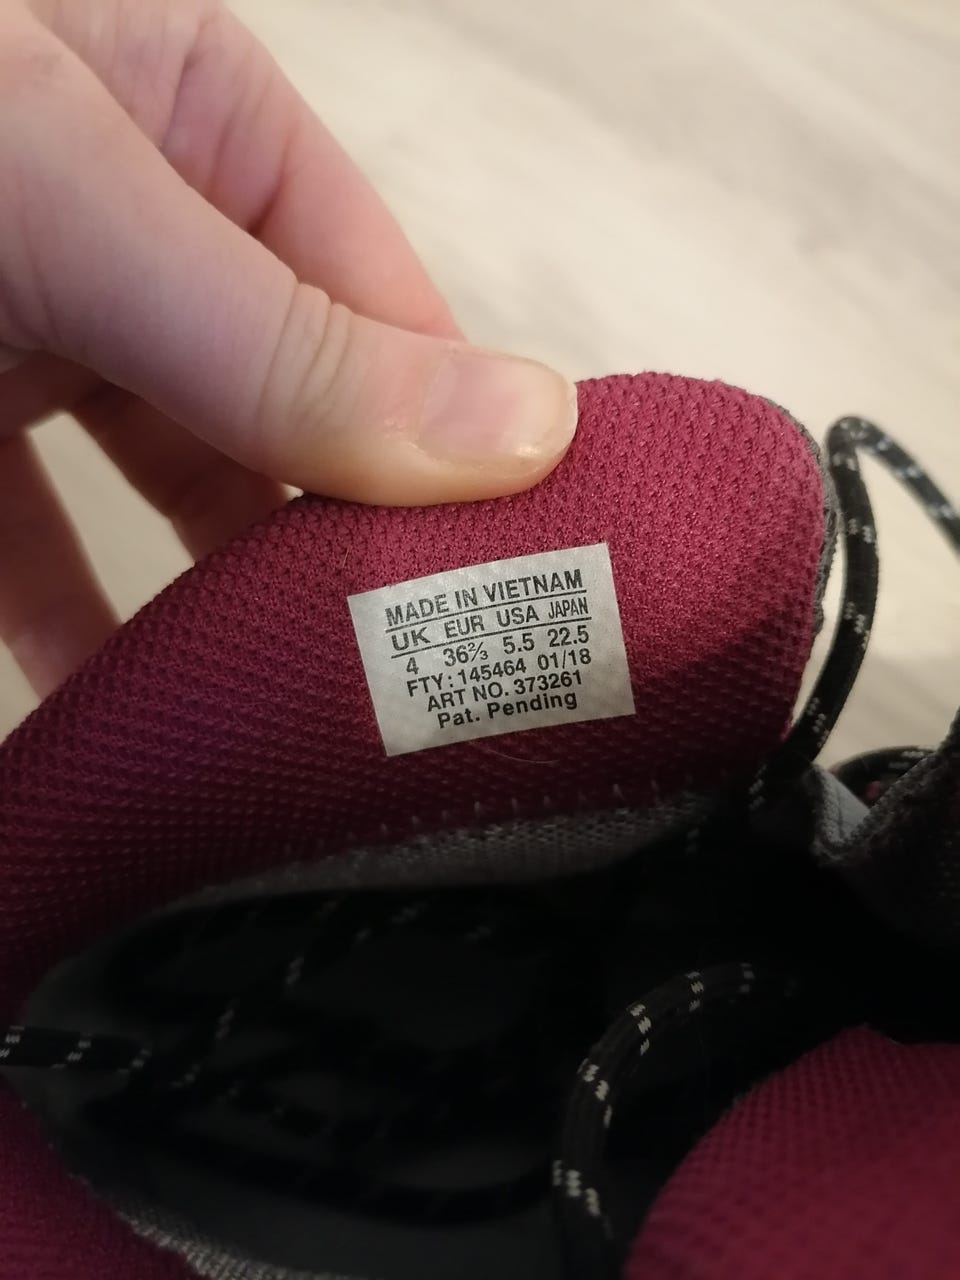 MADE IN VIETNAM
UK EUR USA JAPAN
4 36⅔ 5.5 22.5
FTY: 145464 01/18
ART NO. 373261
Pat. Pending